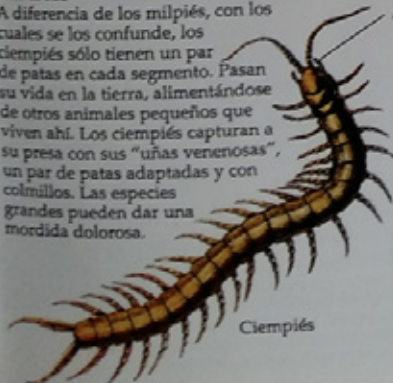 A diferencia de los milpiés, con los
cuales se los confunde, los
ciempiés sólo tienen un par
de patas en cada segmento. Pasan
su vida en la tierra, alimentándose
de otros animales pequeños que
viven ahí. Los ciempiés capturan a
su presa con sus "uñas venenosas",
un par de patas adaptadas y con
colmillos. Las especies
grandes pueden dar una
mordida dolorosa.
Ciempiés